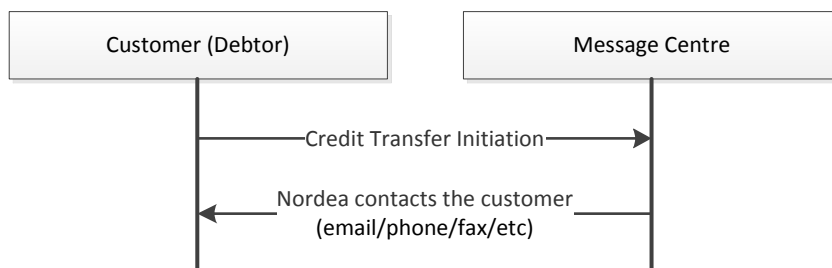 Customer (Debtor)
Message Centre
Credit Transfer Initiation
Nordea contacts the customer
(email/phone/fax/etc)